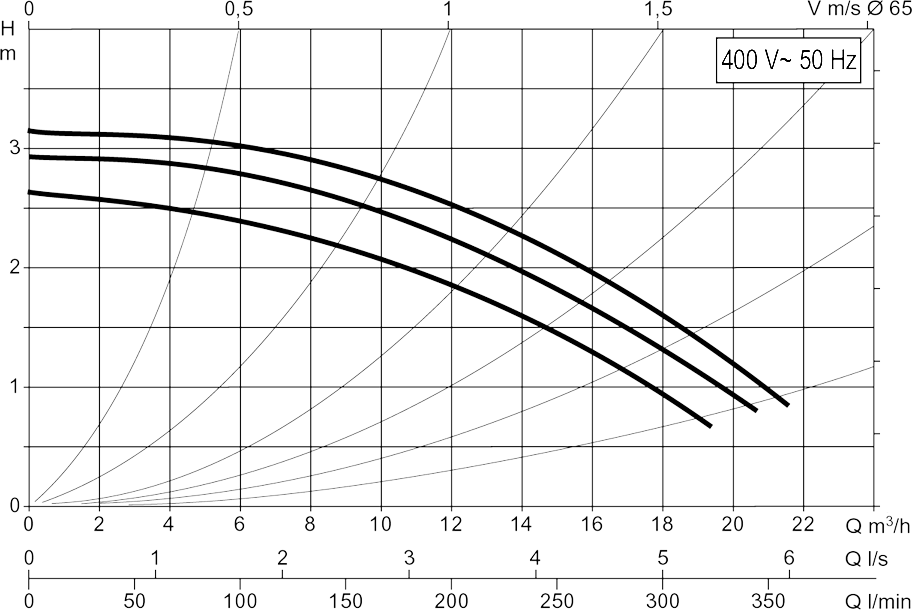 0 0,5 1 1,5 V m/s Ø 65
H
m
400 V~ 50 Hz
3
2
1
0
0 2 4 6 8 10 12 14 16 18 20 22 Q m³/h
0 1 2 3 4 5 6 Q l/s
0 50 100 150 200 250 300 350 Q l/min